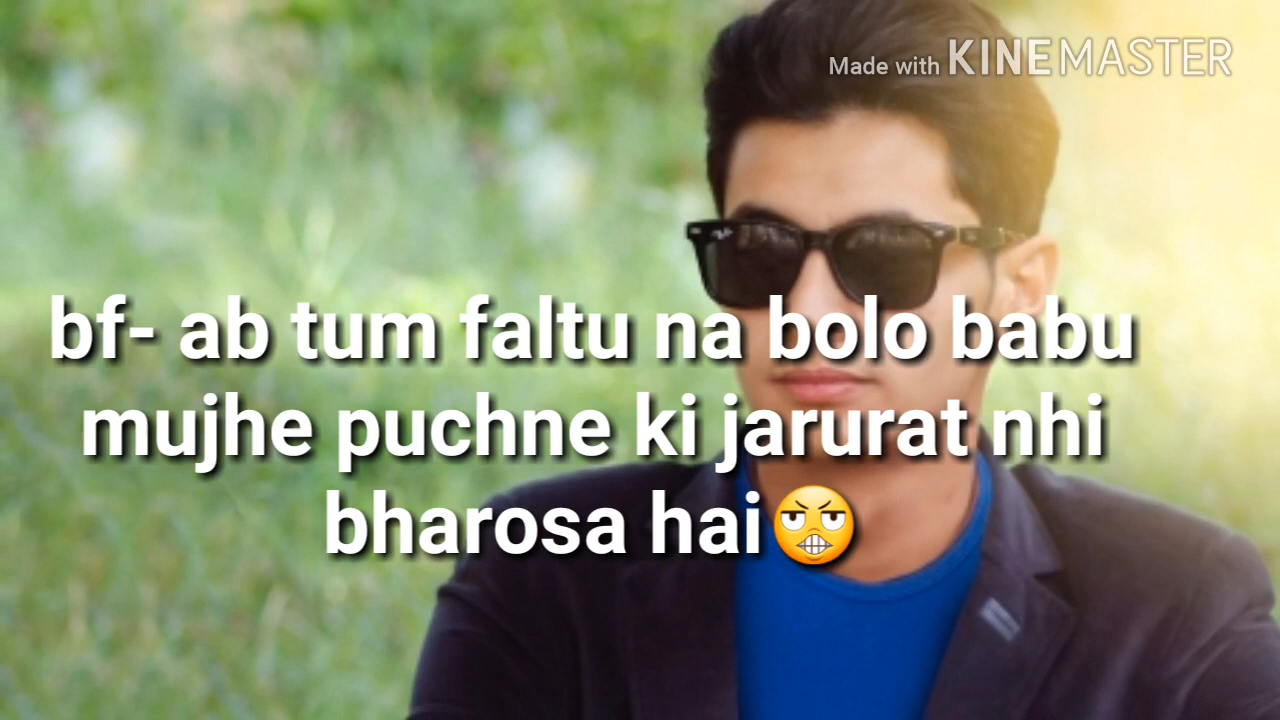 Made with KINEMASTER
bf- ab tum faltu na bolo babu
mujhe puchne ki jarurat nhi
bharosa hai😬